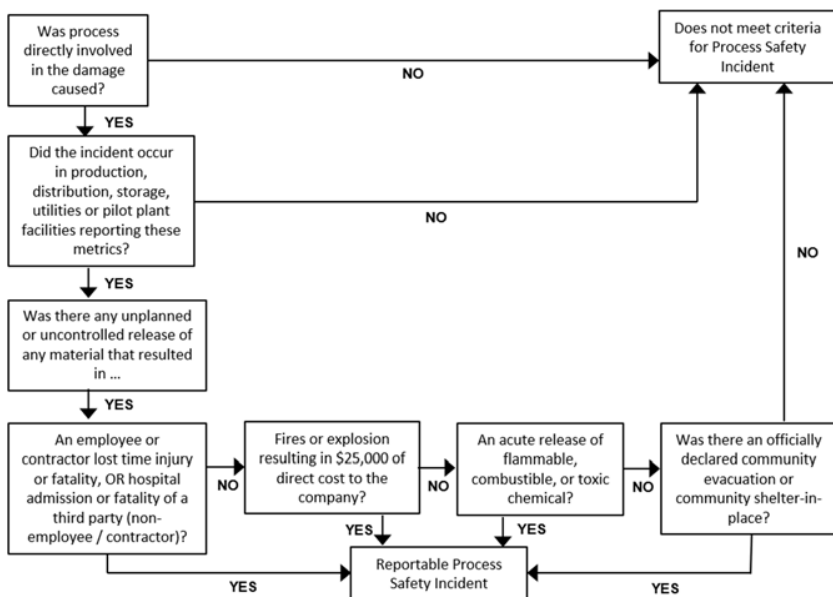 Was process
directly involved
in the damage
caused?
NO
Does not meet criteria
for Process Safety
Incident
YES
Did the incident occur
in production,
distribution, storage,
utilities or pilot plant
facilities reporting these
metrics?
NO
NO
YES
Was there any unplanned
or uncontrolled release of
any material that resulted
in ...
YES
An employee or
contractor lost time injury
or fatality, OR hospital
admission or fatality of a
third party (non-
employee / contractor)?
NO
Fires or explosion
resulting in $25,000 of
direct cost to the
company?
NO
An acute release of
flammable,
combustible, or toxic
chemical?
NO
Was there an officially
declared community
evacuation or
community shelter-in-
place?
YES
YES
YES
Reportable Process
Safety Incident
YES